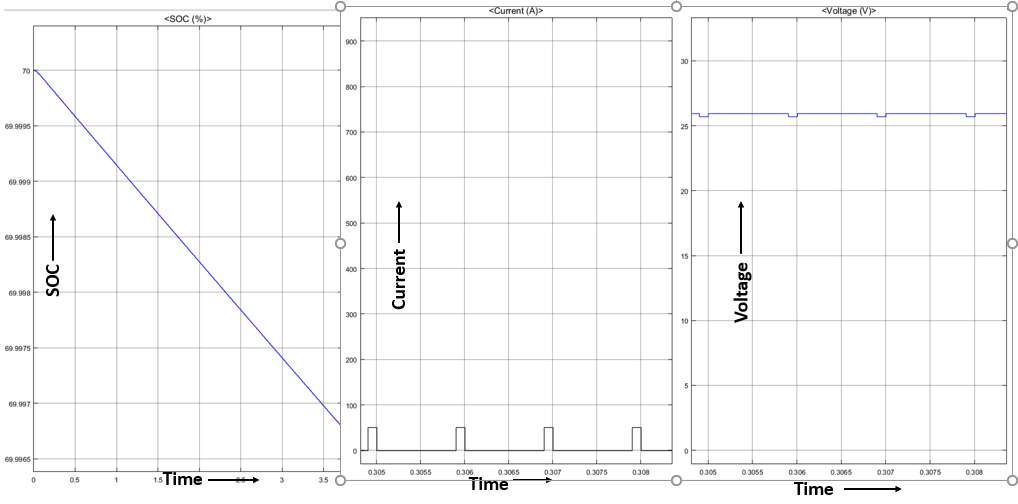 <SOC (%)>
70
69.9995
69.999
69.9985
69.998
69.9975
69.997
69.9965
SOC
0 0.5 1 1.5 2 2.5 3 3.5
Time
<Current (A)>
900
800
700
600
500
400
300
200
100
0
Current
0.305 0.3055 0.306 0.3065 0.307 0.3075 0.308
Time
<Voltage (V)>
30
25
20
15
10
5
0
Voltage
0.305 0.3055 0.306 0.3065 0.307 0.3075 0.308
Time